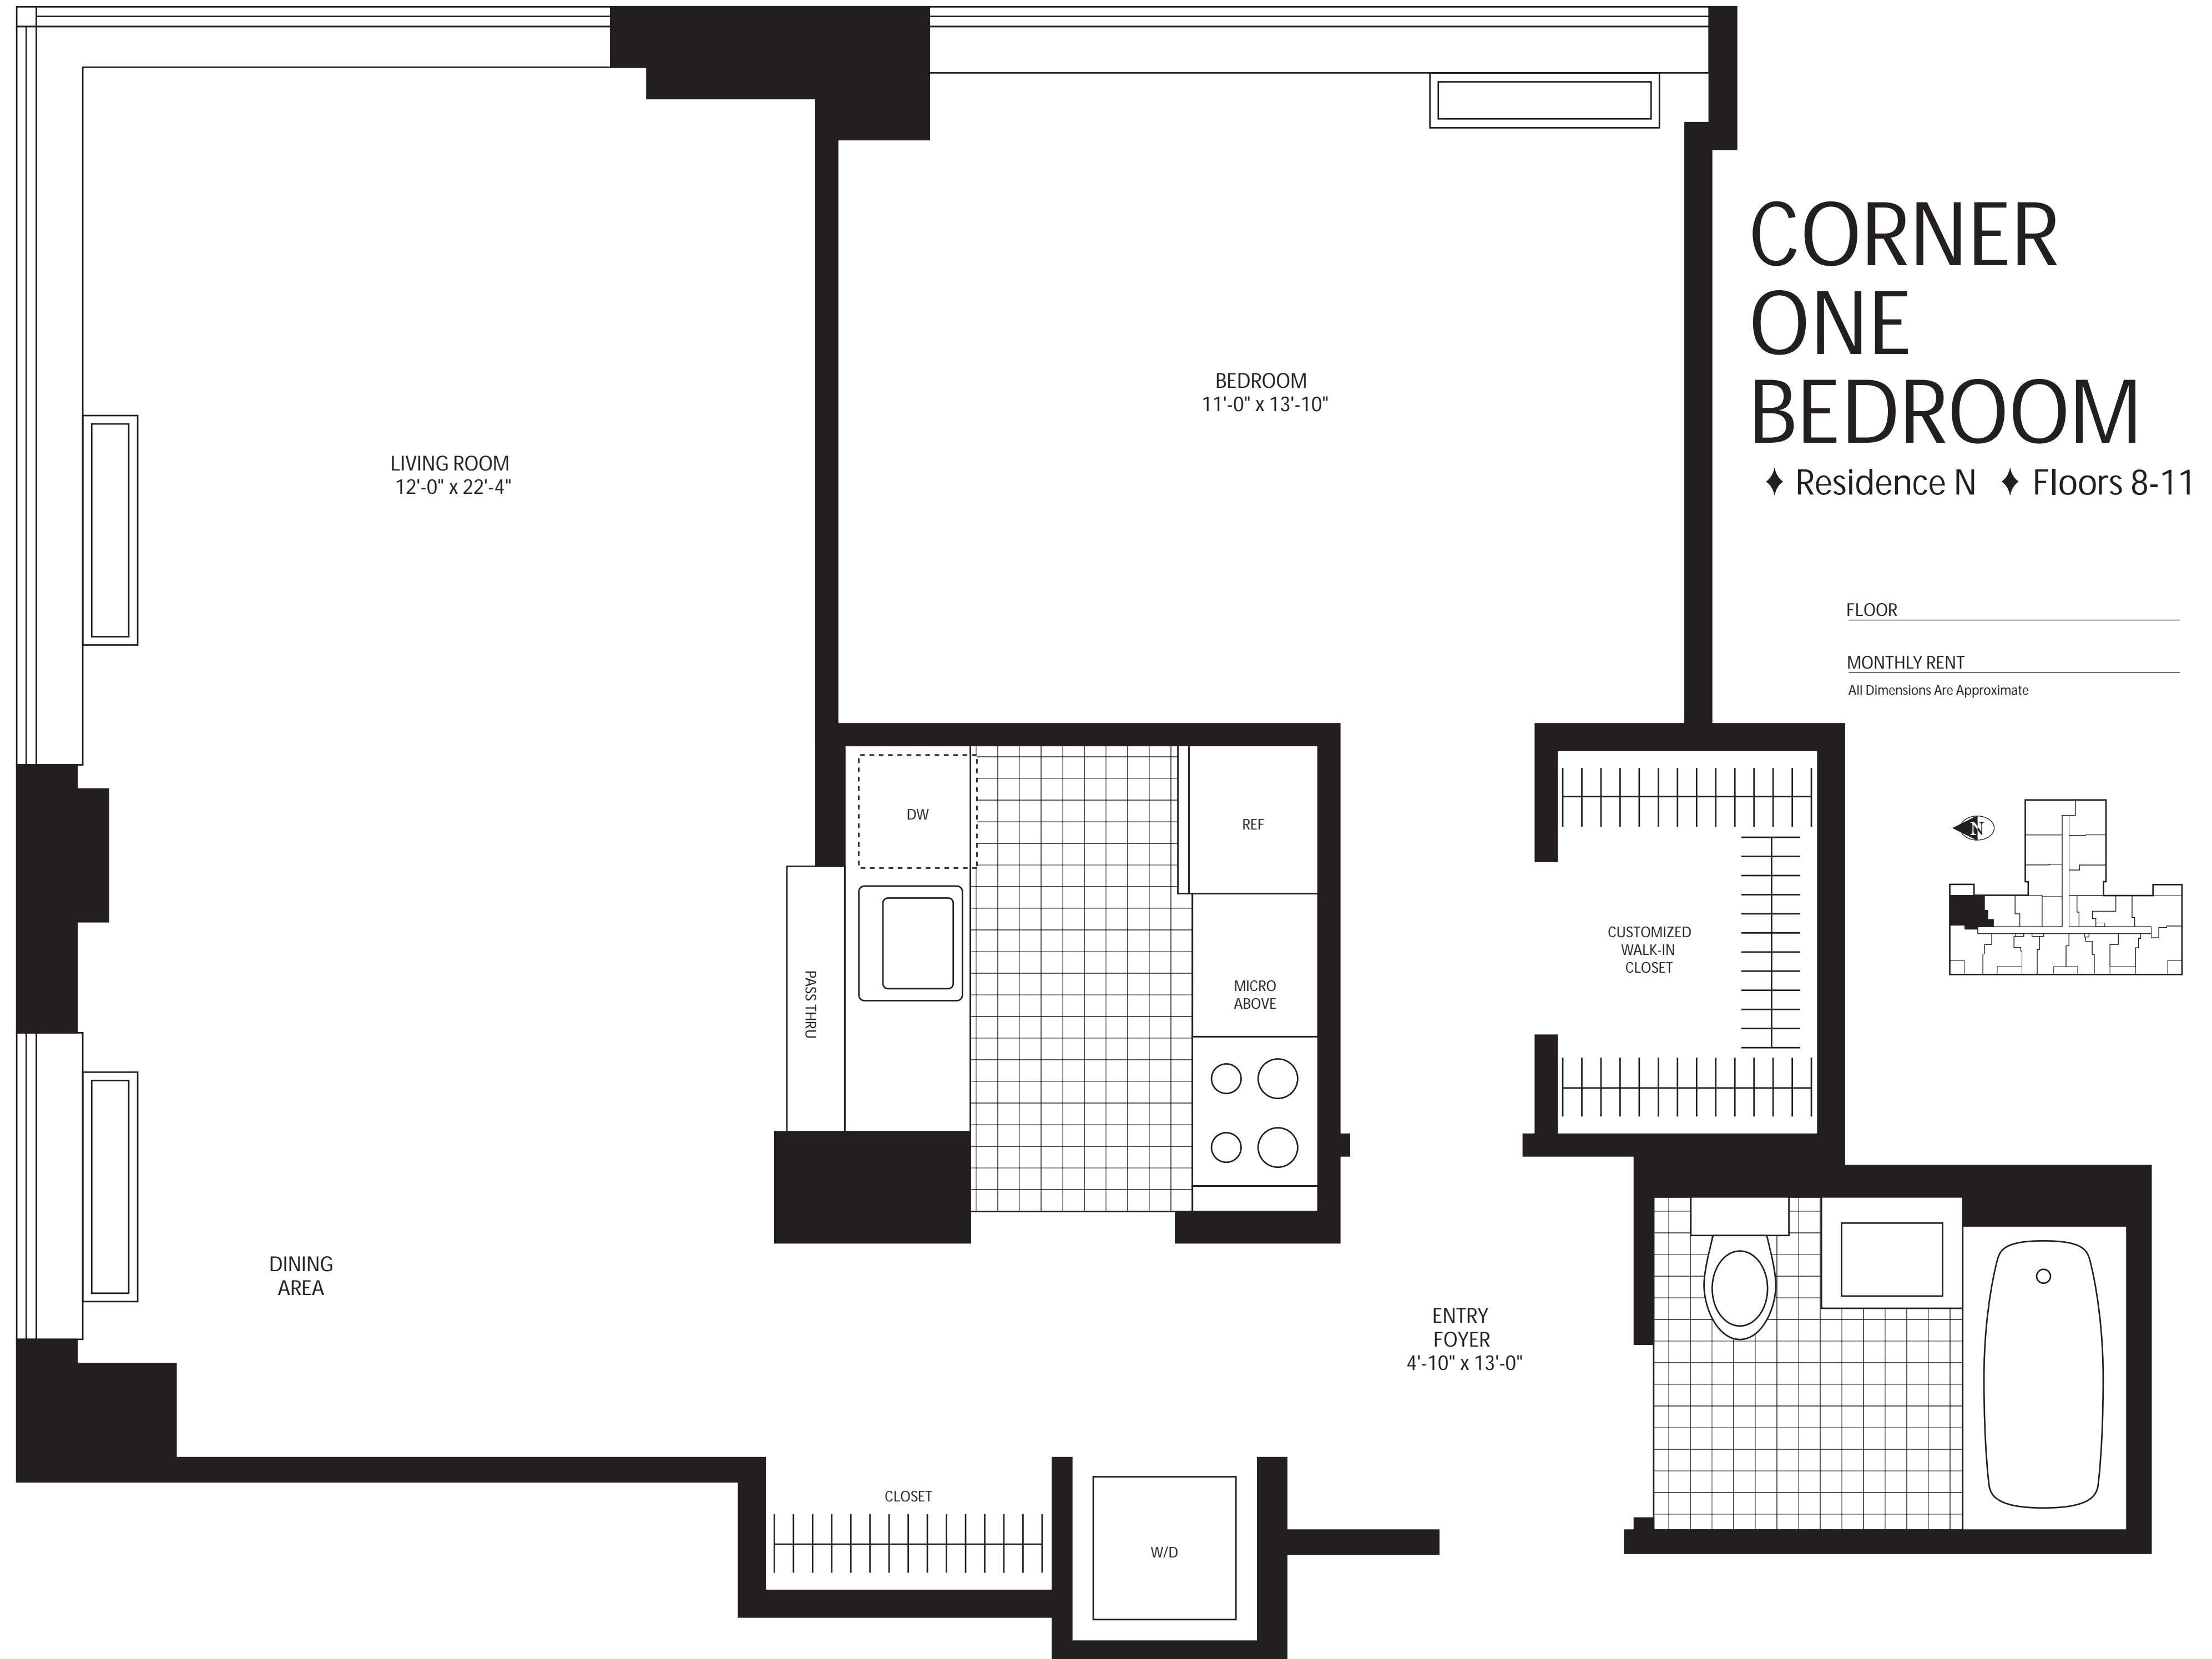 CORNER
ONE
BEDROOM
♦ Residence N ♦ Floors 8-11
FLOOR
MONTHLY RENT
All Dimensions Are Approximate
N
BEDROOM
11'-0" x 13'-10"
LIVING ROOM
12'-0" x 22'-4"
DW
REF
PASS THRU
MICRO
ABOVE
CUSTOMIZED
WALK-IN
CLOSET
DINING
AREA
ENTRY
FOYER
4'-10" x 13'-0"
CLOSET
W/D